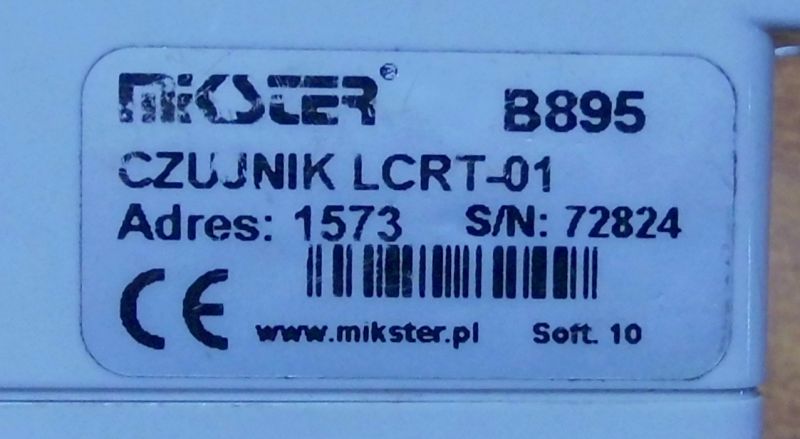 MIKSTER® B895
CZUJNIK LCRT-01
Adres: 1573 S/N: 72824
CE www.mikster.pl Soft. 10